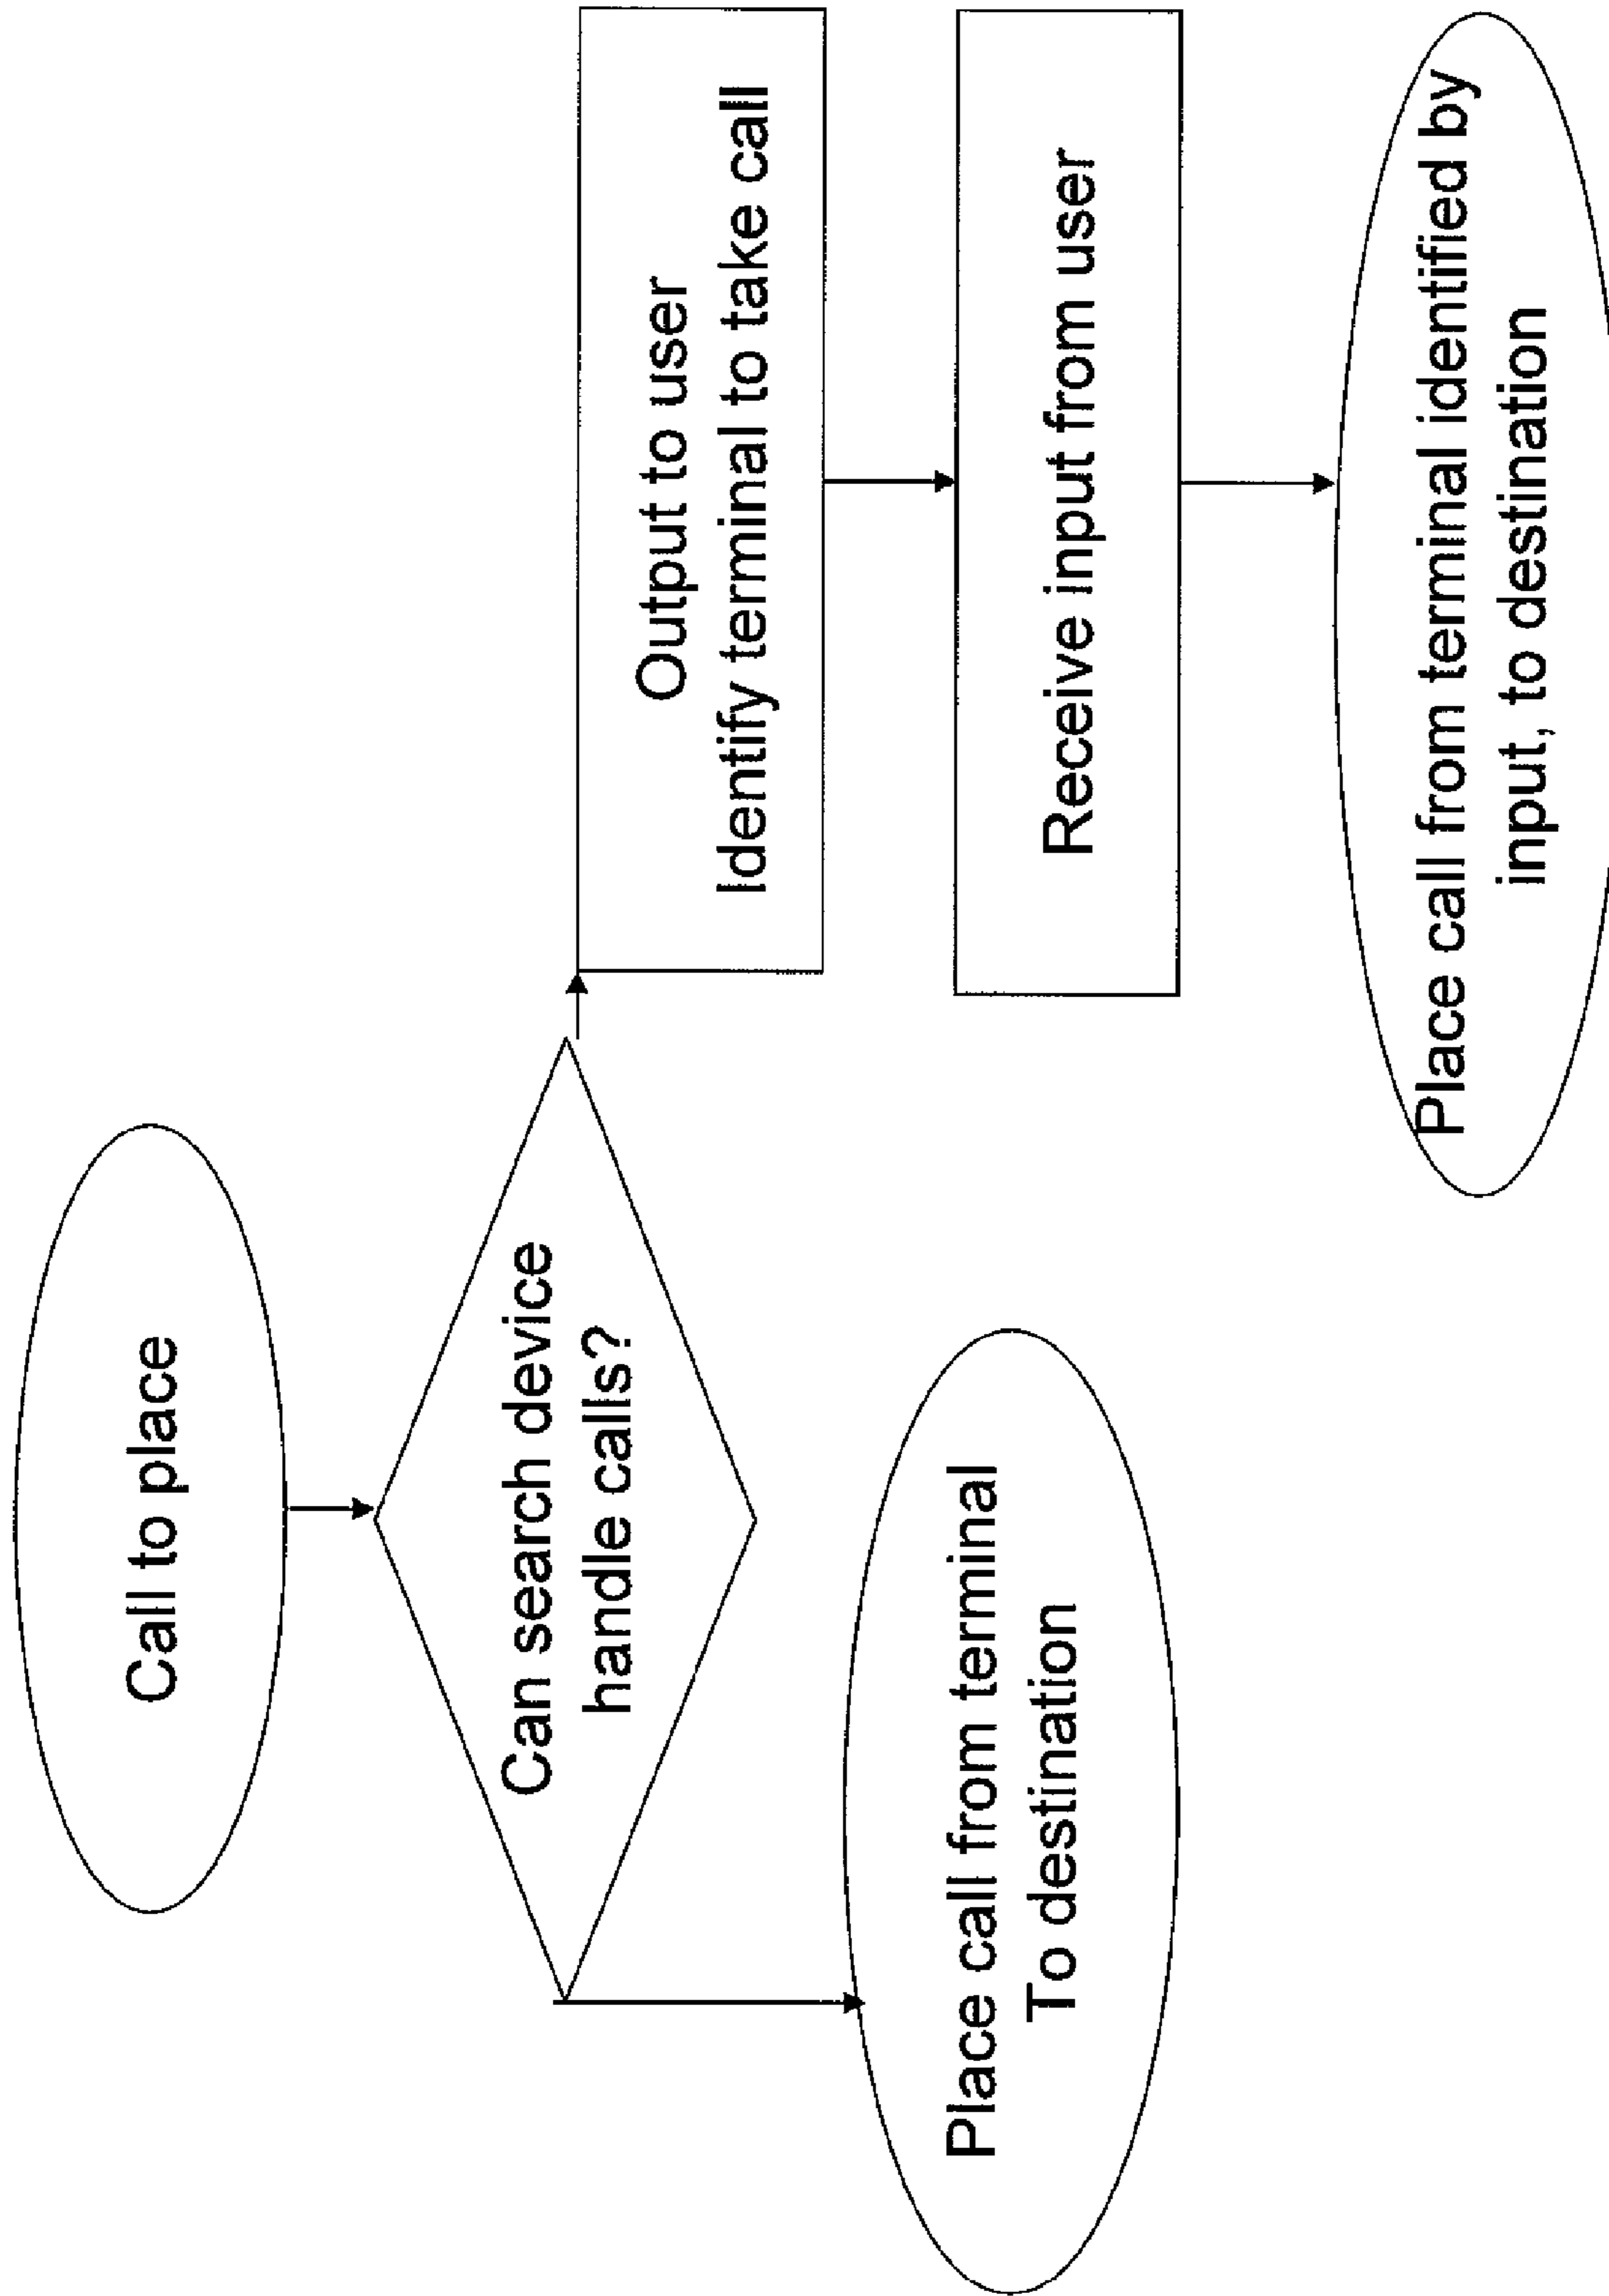 Call to place
Can search device
handle calls?
Place call from terminal
To destination
Output to user
Identify terminal to take call
Receive input from user
Place call from terminal identified by
input, to destination